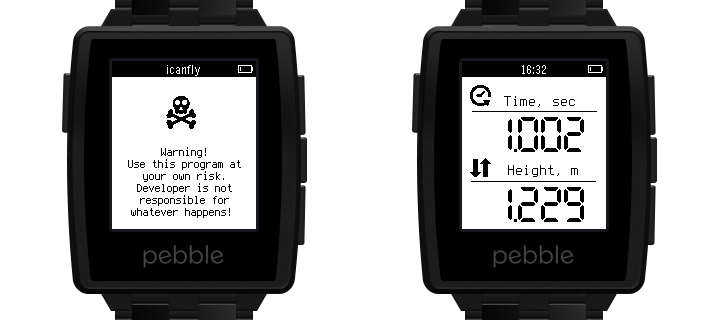 icanfly
Warning!
Use this program at
your own risk.
Developer is not
responsible for
whatever happens!
pebble
16:32
Time, sec
1.002
Height, m
1.229
pebble